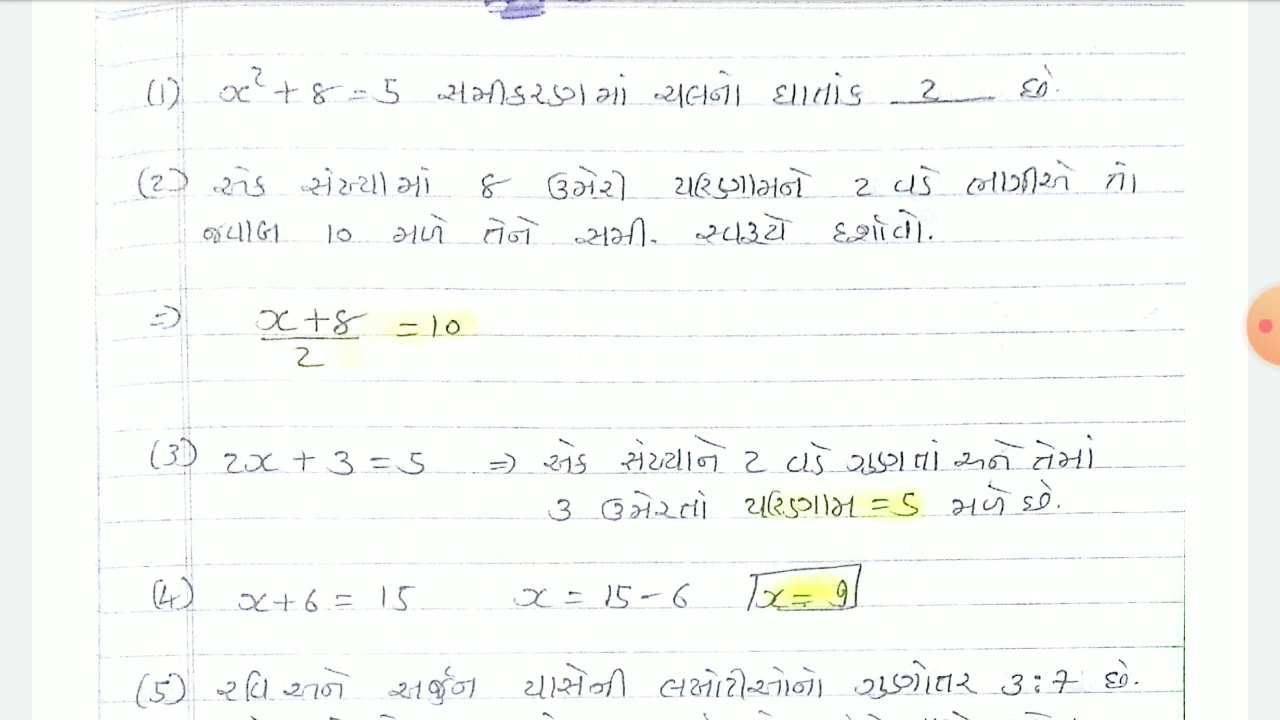 (1) x² + 8 = 5 સમીકરણમાં ચલનો ઘાતાંક 2 છે.
(2) એક સંખ્યામાં 8 ઉમેરી પરિણામને 2 વડે ભાગીએ તો
જવાબ 10 મળે તેને સમી. સ્વરૂપે દર્શાવો.
⇒ x+8 = 10
2
(3) 2x + 3 = 5 ⇒ એક સંખ્યાને 2 વડે ગુણતાં અને તેમાં
3 ઉમેરતાં પરિણામ = 5 મળે છે.
(4) x+6 = 15 x = 15 - 6 x = 9
(5) રવિ અને અર્જુન પાસેની લખોટીઓનો ગુણોતર 3:7 છે.